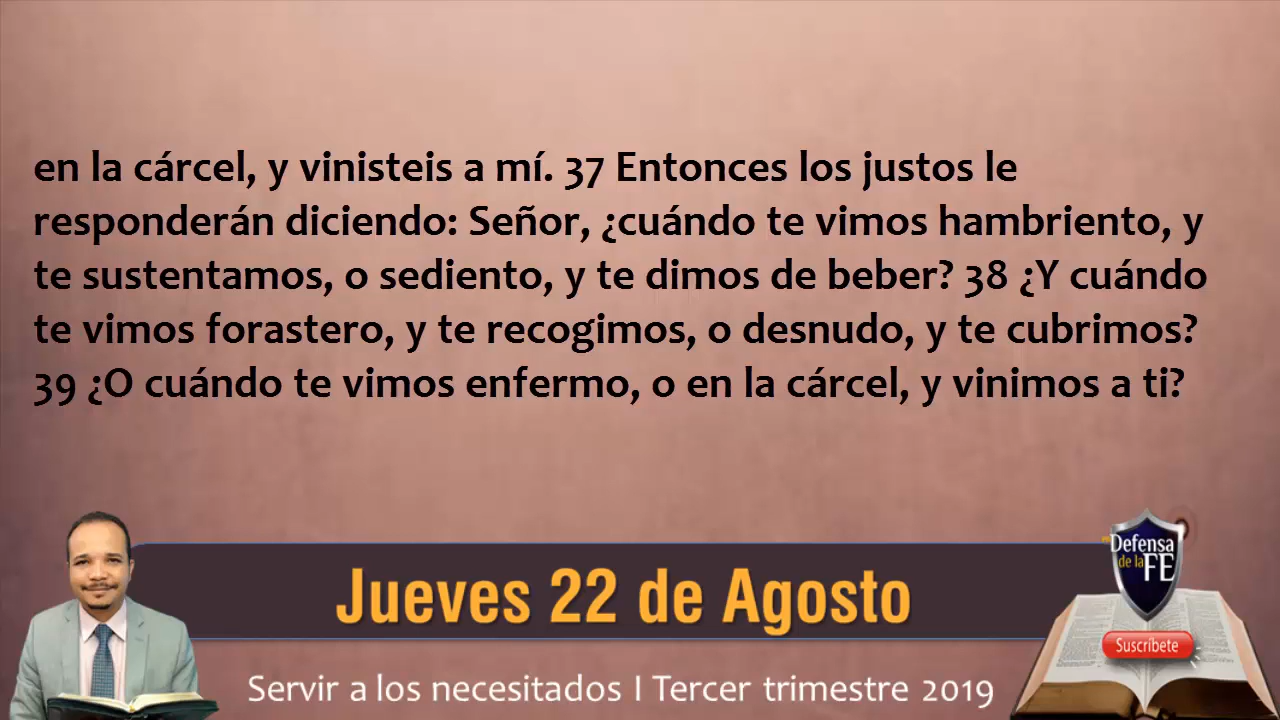 en la cárcel, y vinisteis a mí. 37 Entonces los justos le
responderán diciendo: Señor, ¿cuándo te vimos hambriento, y
te sustentamos, o sediento, y te dimos de beber? 38 ¿Y cuándo
te vimos forastero, y te recogimos, o desnudo, y te cubrimos?
39 ¿O cuándo te vimos enfermo, o en la cárcel, y vinimos a ti?
Defensa
de la FE
Jueves 22 de Agosto
Suscríbete
Servir a los necesitados I Tercer trimestre 2019